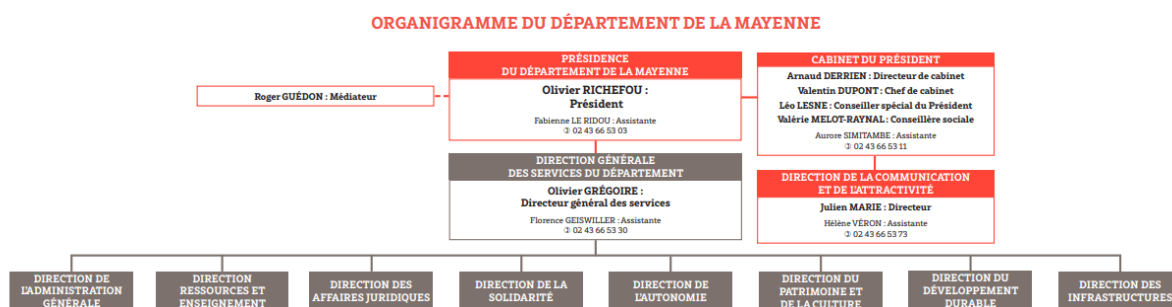 ORGANIGRAMME DU DÉPARTEMENT DE LA MAYENNE
PRÉSIDENCE
DU DÉPARTEMENT DE LA MAYENNE
Olivier RICHEFOU :
Président
Fabienne LE RIDOU : Assistante
✆ 02 43 66 53 03
Roger GUÉDON : Médiateur
CABINET DU PRÉSIDENT
Arnaud DERRIEN : Directeur de cabinet
Valentin DUPONT : Chef de cabinet
Léo LESNE : Conseiller spécial du Président
Valérie MELOT-RAYNAL : Conseillère sociale
Aurore SIMITAMBE : Assistante
✆ 02 43 66 53 11
DIRECTION GÉNÉRALE
DES SERVICES DU DÉPARTEMENT
Olivier GRÉGOIRE :
Directeur général des services
Florence GEISWILLER : Assistante
✆ 02 43 66 53 30
DIRECTION DE LA COMMUNICATION
ET DE L'ATTRACTIVITÉ
Julien MARIE : Directeur
Hélène VÉRON : Assistante
✆ 02 43 66 53 73
DIRECTION DE
L'ADMINISTRATION
GÉNÉRALE
DIRECTION
RESSOURCES ET
ENSEIGNEMENT
DIRECTION DES
AFFAIRES JURIDIQUES
DIRECTION DE LA
SOLIDARITÉ
DIRECTION DE
L'AUTONOMIE
DIRECTION DU
PATRIMOINE ET
DE LA CULTURE
DIRECTION DU
DÉVELOPPEMENT
DURABLE
DIRECTION DES
INFRASTRUCTURES